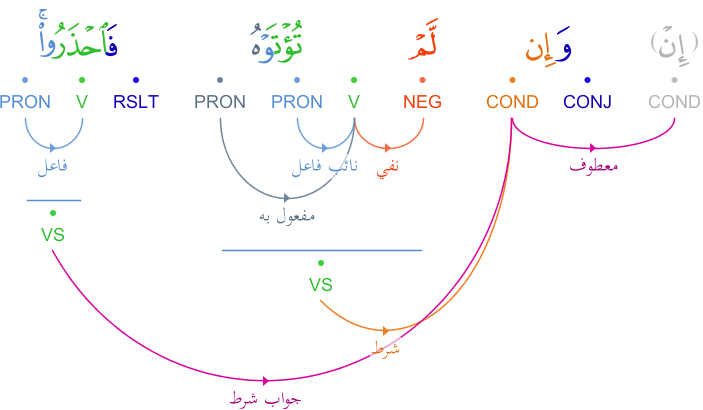 (إِنْ) وَإِن لَّمْ تُؤْتَوْهُ فَٱحْذَرُوا۟ ۚ
COND CONJ COND NEG V PRON PRON RSLT V PRON
معطوف نفي نائب فاعل فاعل
مفعول به
VS
VS
شرط
جواب شرط